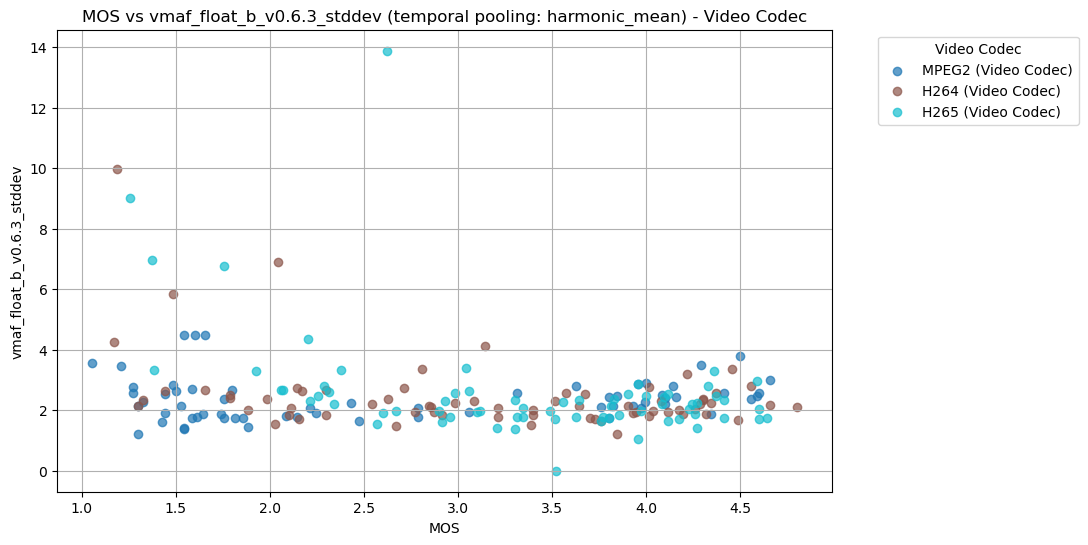 MOS vs vmaf_float_b_v0.6.3_stddev (temporal pooling: harmonic_mean) - Video Codec
Video Codec
MPEG2 (Video Codec)
H264 (Video Codec)
H265 (Video Codec)
vmaf_float_b_v0.6.3_stddev
14
12
10
8
6
4
2
0
1.0 1.5 2.0 2.5 3.0 3.5 4.0 4.5
MOS